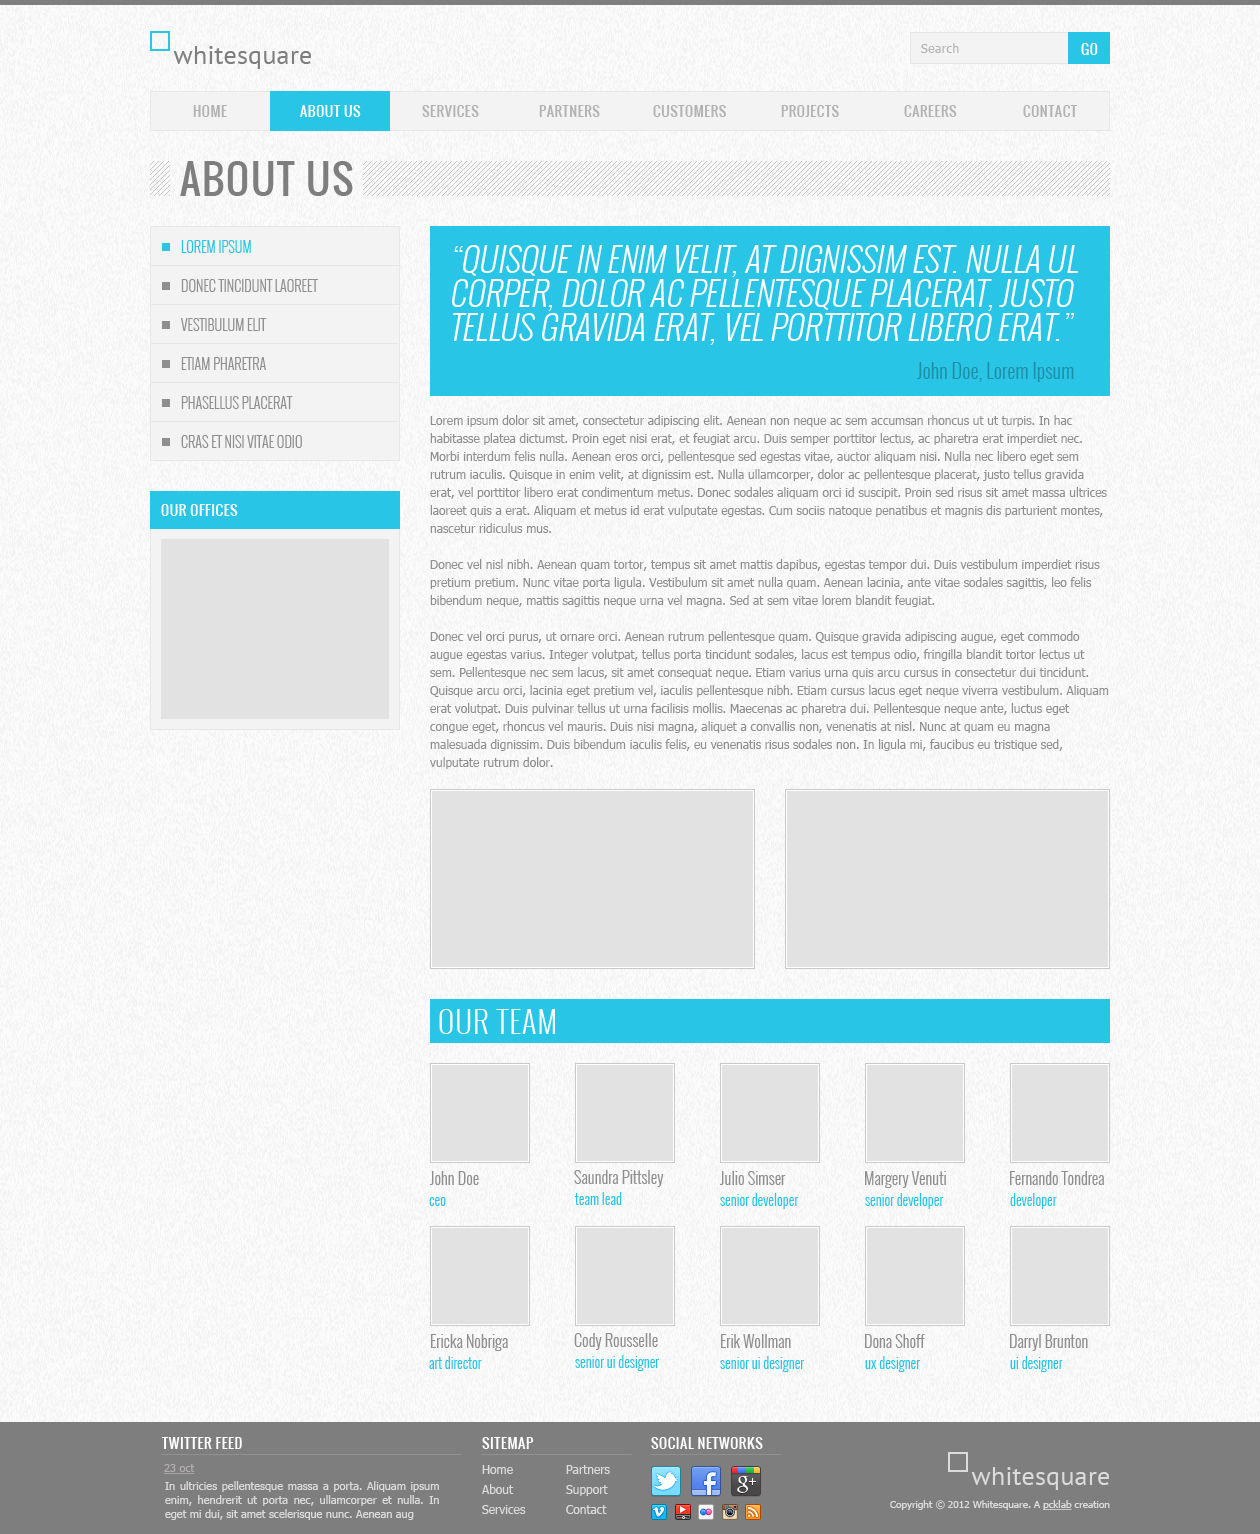 whitesquare
Search
GO
HOME ABOUT US SERVICES PARTNERS CUSTOMERS PROJECTS CAREERS CONTACT
ABOUT US
LOREM IPSUM
DONEC TINCIDUNT LAOREET
VESTIBULUM ELIT
ETIAM PHARETRA
PHASELLUS PLACERAT
CRAS ET NISI VITAE ODIO
OUR OFFICES
“QUISQUE IN ENIM VELIT, AT DIGNISSIM EST. NULLA UL
CORPER, DOLOR AC PELLENTESQUE PLACERAT, JUSTO
TELLUS GRAVIDA ERAT, VEL PORTTITOR LIBERO ERAT.”
John Doe, Lorem Ipsum
Lorem ipsum dolor sit amet, consectetur adipiscing elit. Aenean non neque ac sem accumsan rhoncus ut ut turpis. In hac
habitasse platea dictumst. Proin eget nisi erat, et feugiat arcu. Duis semper porttitor lectus, ac pharetra erat imperdiet nec.
Morbi interdum felis nulla. Aenean eros orci, pellentesque sed egestas vitae, auctor aliquam nisi. Nulla nec libero eget sem
rutrum iaculis. Quisque in enim velit, at dignissim est. Nulla ullamcorper, dolor ac pellentesque placerat, justo tellus gravida
erat, vel porttitor libero erat condimentum metus. Donec sodales aliquam orci id suscipit. Proin sed risus sit amet massa ultrices
laoreet quis a erat. Aliquam et metus id erat vulputate egestas. Cum sociis natoque penatibus et magnis dis parturient montes,
nascetur ridiculus mus.
Donec vel nisl nibh. Aenean quam tortor, tempus sit amet mattis dapibus, egestas tempor dui. Duis vestibulum imperdiet risus
pretium pretium. Nunc vitae porta ligula. Vestibulum sit amet nulla quam. Aenean lacinia, ante vitae sodales sagittis, leo felis
bibendum neque, mattis sagittis neque urna vel magna. Sed at sem vitae lorem blandit feugiat.
Donec vel orci purus, ut ornare orci. Aenean rutrum pellentesque quam. Quisque gravida adipiscing augue, eget commodo
augue egestas varius. Integer volutpat, tellus porta tincidunt sodales, lacus est tempus odio, fringilla blandit tortor lectus ut
sem. Pellentesque nec sem lacus, sit amet consequat neque. Etiam varius urna quis arcu cursus in consectetur dui tincidunt.
Quisque arcu orci, lacinia eget pretium vel, iaculis pellentesque nibh. Etiam cursus lacus eget neque viverra vestibulum. Aliquam
erat volutpat. Duis pulvinar tellus ut urna facilisis mollis. Maecenas ac pharetra dui. Pellentesque neque ante, luctus eget
congue eget, rhoncus vel mauris. Duis nisi magna, aliquet a convallis non, venenatis at nisl. Nunc at quam eu magna
malesuada dignissim. Duis bibendum iaculis felis, eu venenatis risus sodales non. In ligula mi, faucibus eu tristique sed,
vulputate rutrum dolor.
OUR TEAM
John Doe Saundra Pittsley Julio Simser Margery Venuti Fernando Tondrea
ceo team lead senior developer senior developer developer
Ericka Nobriga Cody Rousselle Erik Wollman Dona Shoff Darryl Brunton
art director senior ui designer senior ui designer ux designer ui designer
TWITTER FEED
23 oct
In ultricies pellentesque massa a porta. Aliquam ipsum
enim, hendrerit ut porta nec, ullamcorper et nulla. In
eget mi dui, sit amet scelerisque nunc. Aenean aug
SITEMAP
Home Partners
About Support
Services Contact
SOCIAL NETWORKS
whitesquare
Copyright © 2012 Whitesquare. A pcklab creation